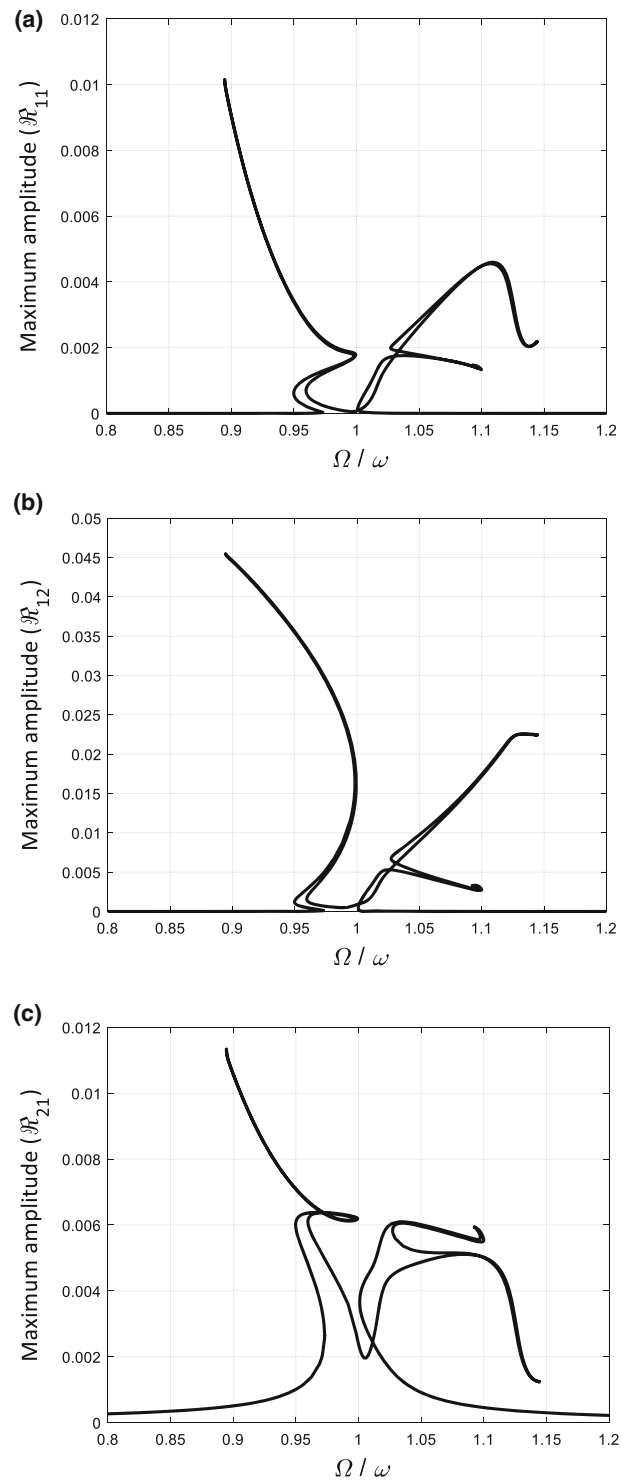 (a)
0.012
0.01
0.008
0.006
0.004
0.002
0
Maximum amplitude (ℜ11)
0.8 0.85 0.9 0.95 1 1.05 1.1 1.15 1.2
Ω / ω
(b)
0.05
0.045
0.04
0.035
0.03
0.025
0.02
0.015
0.01
0.005
0
Maximum amplitude (ℜ12)
0.8 0.85 0.9 0.95 1 1.05 1.1 1.15 1.2
Ω / ω
(c)
0.012
0.01
0.008
0.006
0.004
0.002
0
Maximum amplitude (ℜ21)
0.8 0.85 0.9 0.95 1 1.05 1.1 1.15 1.2
Ω / ω